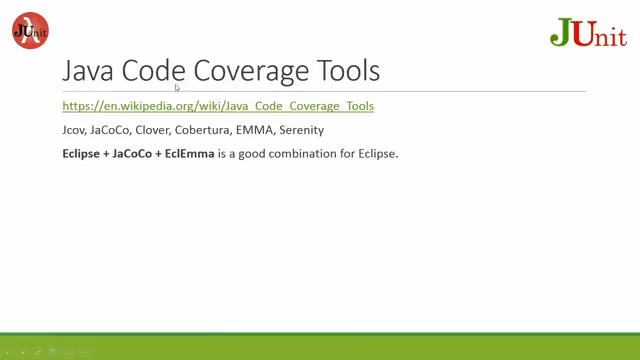 JUnit
JUnit
Java Code Coverage Tools
https://en.wikipedia.org/wiki/Java_Code_Coverage_Tools
Jcov, JaCoCo, Clover, Cobertura, EMMA, Serenity
Eclipse + JaCoCo + EclEmma is a good combination for Eclipse.